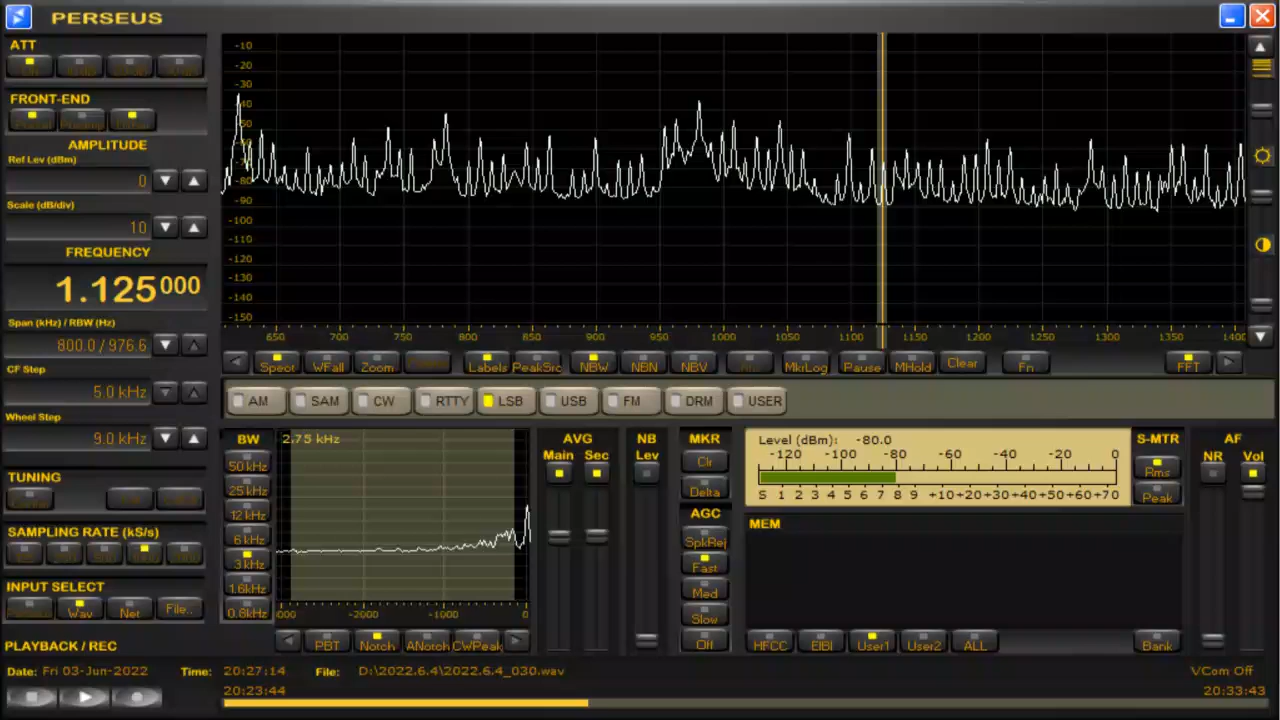 PERSEUS
ATT
FRONT-END
AMPLITUDE
Ref Lev (dBm)
0
Scale (dB/div)
10
FREQUENCY
1.125000
Span (kHz) / RBW (Hz)
800.0 / 976.6
CF Step
5.0 kHz
Wheel Step
9.0 kHz
TUNING
SAMPLING RATE (kS/s)
INPUT SELECT
Wav Net File..
PLAYBACK / REC
-10
-20
-30
-40
-50
-60
-70
-80
-90
-100
-110
-120
-130
-140
-150
650 700 750 800 850 900 950 1000 1050 1100 1150 1200 1250 1300 1350 1400
Spect WFall Zoom Labels PeakSrc NBW NBN NBV MkrLog Pause MHold Clear Fn FFT
AM SAM CW RTTY LSB USB FM DRM USER
BW
50 kHz
25 kHz
12 kHz
6 kHz
3 kHz
1.6kHz
0.8kHz
2.75 kHz
000 -2000 -1000 0
PBT Notch ANotch CWPeak
AVG
Main Sec
NB
Lev
MKR
Clr
Delta
AGC
SpkRej
Fast
Med
Slow
Off
Level (dBm): -80.0
-120 -100 -80 -60 -40 -20 0
S 1 2 3 4 5 6 7 8 9 +10+20+30+40+50+60+70
S-MTR
Rms
Peak
AF
NR Vol
MEM
HFCC EIBI User1 User2 ALL Bank
Date: Fri 03-Jun-2022 Time: 20:27:14 File: D:\2022.6.4\2022.6.4_030.wav VCom Off
20:23:44 20:33:43